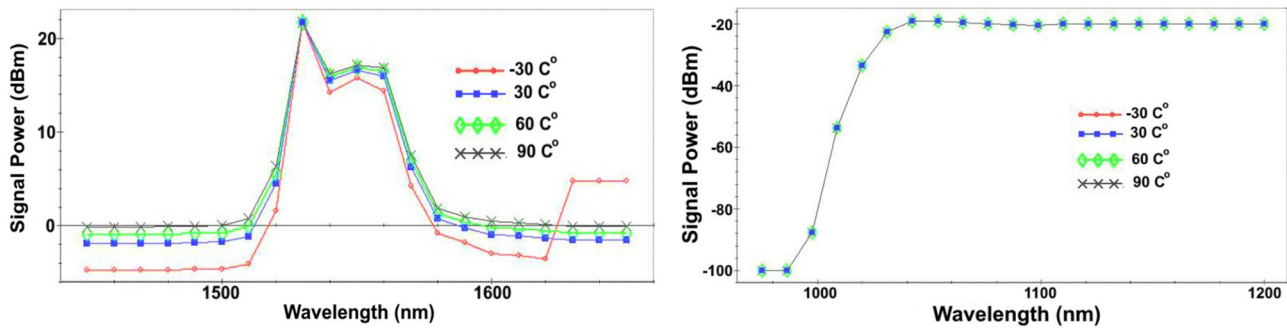 Signal Power (dBm)
20
10
0
1500
1600
Wavelength (nm)
-30 C°
30 C°
60 C°
90 C°
Signal Power (dBm)
-20
-40
-60
-80
-100
1000
1100
1200
Wavelength (nm)
-30 C°
30 C°
60 C°
90 C°